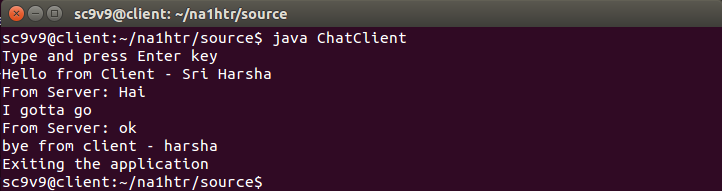 sc9v9@client: ~/na1htr/source
sc9v9@client:~/na1htr/source$ java ChatClient
Type and press Enter key
Hello from Client - Sri Harsha
From Server: Hai
I gotta go
From Server: ok
bye from client - harsha
Exiting the application
sc9v9@client:~/na1htr/source$